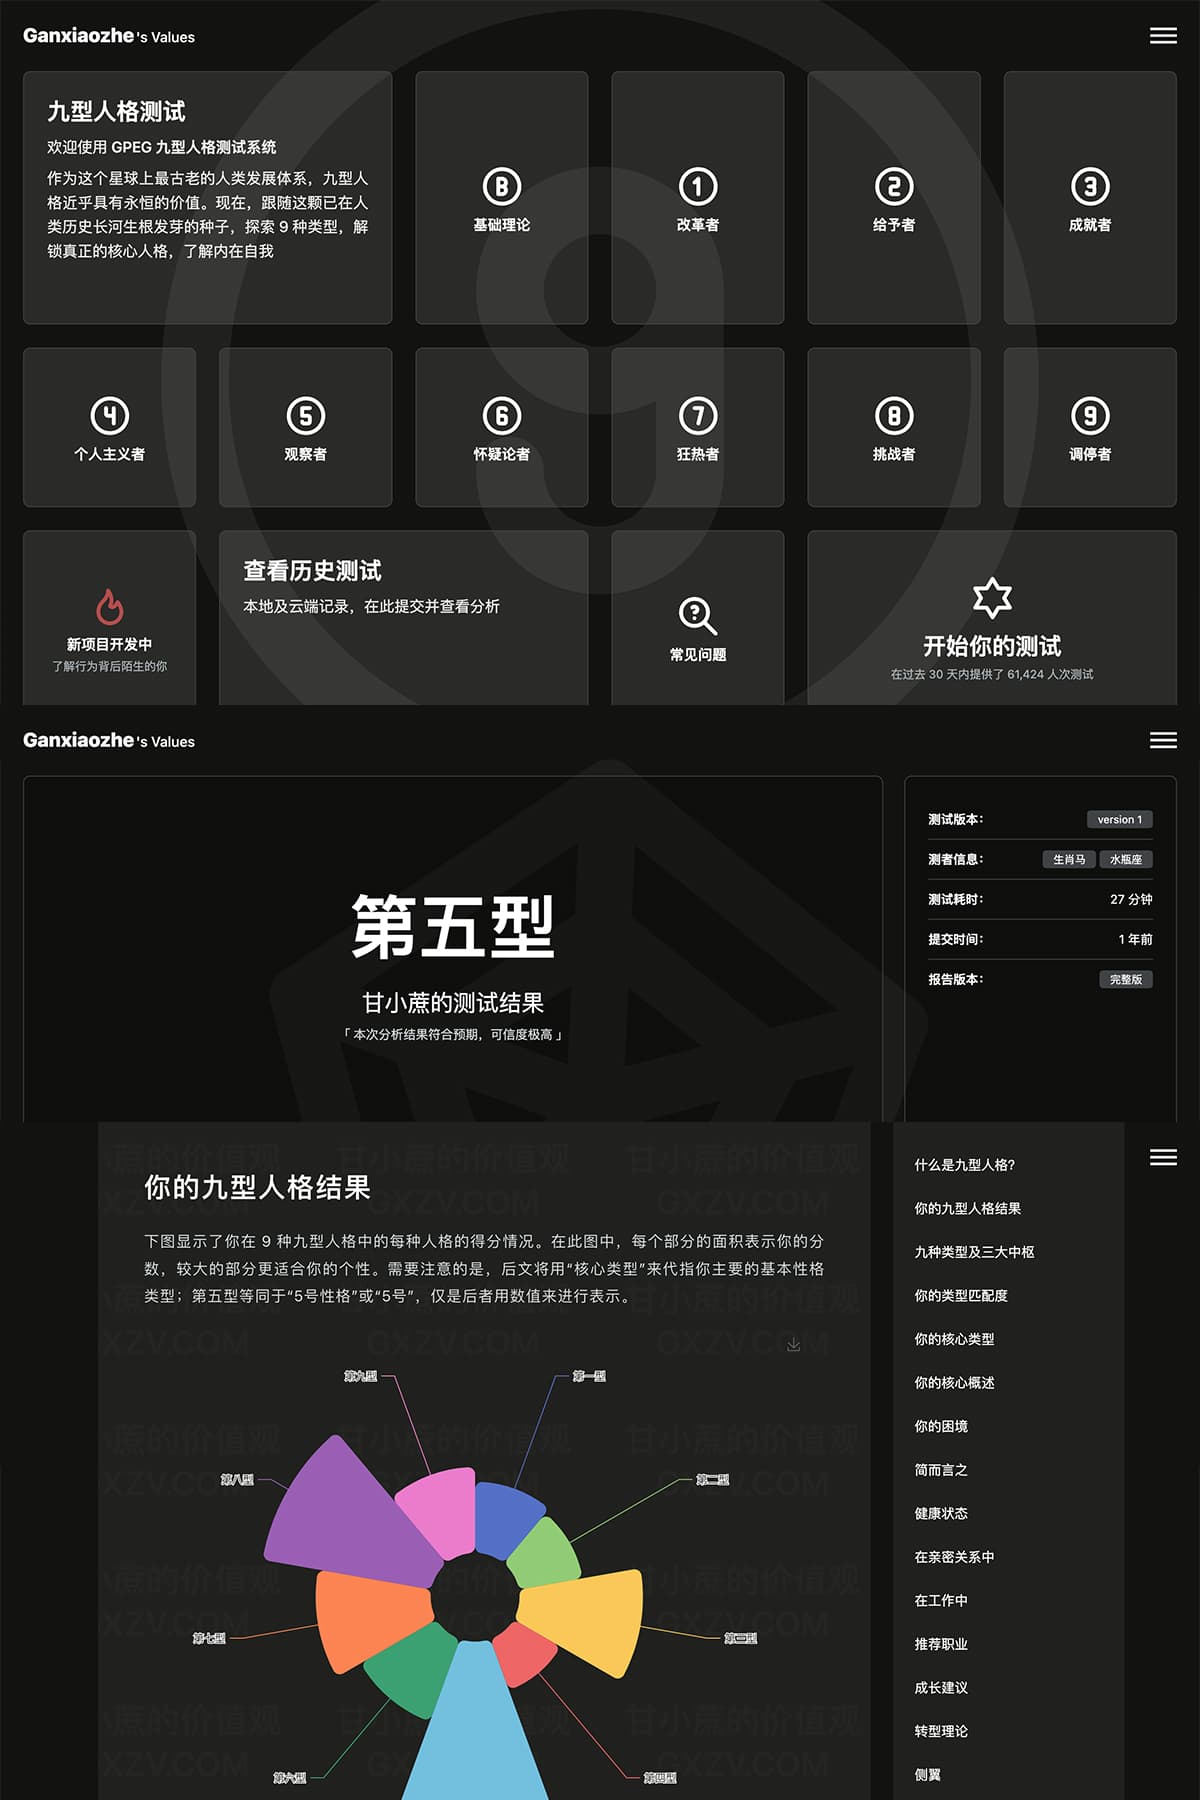 Ganxiaozhe 's Values
九型人格测试
欢迎使用 GPEG 九型人格测试系统
作为这个星球上最古老的人类发展体系，九型人
格近乎具有永恒的价值。现在，跟随这颗已在人
类历史长河生根发芽的种子，探索 9 种类型，解
锁真正的核心人格，了解内在自我
B
基础理论
1
改革者
2
给予者
3
成就者
4
个人主义者
5
观察者
6
怀疑论者
7
狂热者
8
挑战者
9
调停者
新项目开发中
了解行为背后陌生的你
查看历史测试
本地及云端记录，在此提交并查看分析
常见问题
开始你的测试
在过去 30 天内提供了 61,424 人次测试
Ganxiaozhe 's Values
第五型
甘小蔗的测试结果
「 本次分析结果符合预期，可信度极高 」
测试版本： version 1
测者信息： 生肖马 水瓶座
测试耗时： 27 分钟
提交时间： 1 年前
报告版本： 完整版
你的九型人格结果
下图显示了你在 9 种九型人格中的每种人格的得分情况。在此图中，每个部分的面积表示你的分
数，较大的部分更适合你的个性。需要注意的是，后文将用“核心类型”来代指你主要的基本性格
类型；第五型等同于“5号性格”或“5号”，仅是后者用数值来进行表示。
第九型
第一型
第八型
第二型
第七型
第三型
第六型
第四型
什么是九型人格?
你的九型人格结果
九种类型及三大中枢
你的类型匹配度
你的核心类型
你的核心概述
你的困境
简而言之
健康状态
在亲密关系中
在工作中
推荐职业
成长建议
转型理论
侧翼
甘小蔗的价值观
GXZV.COM